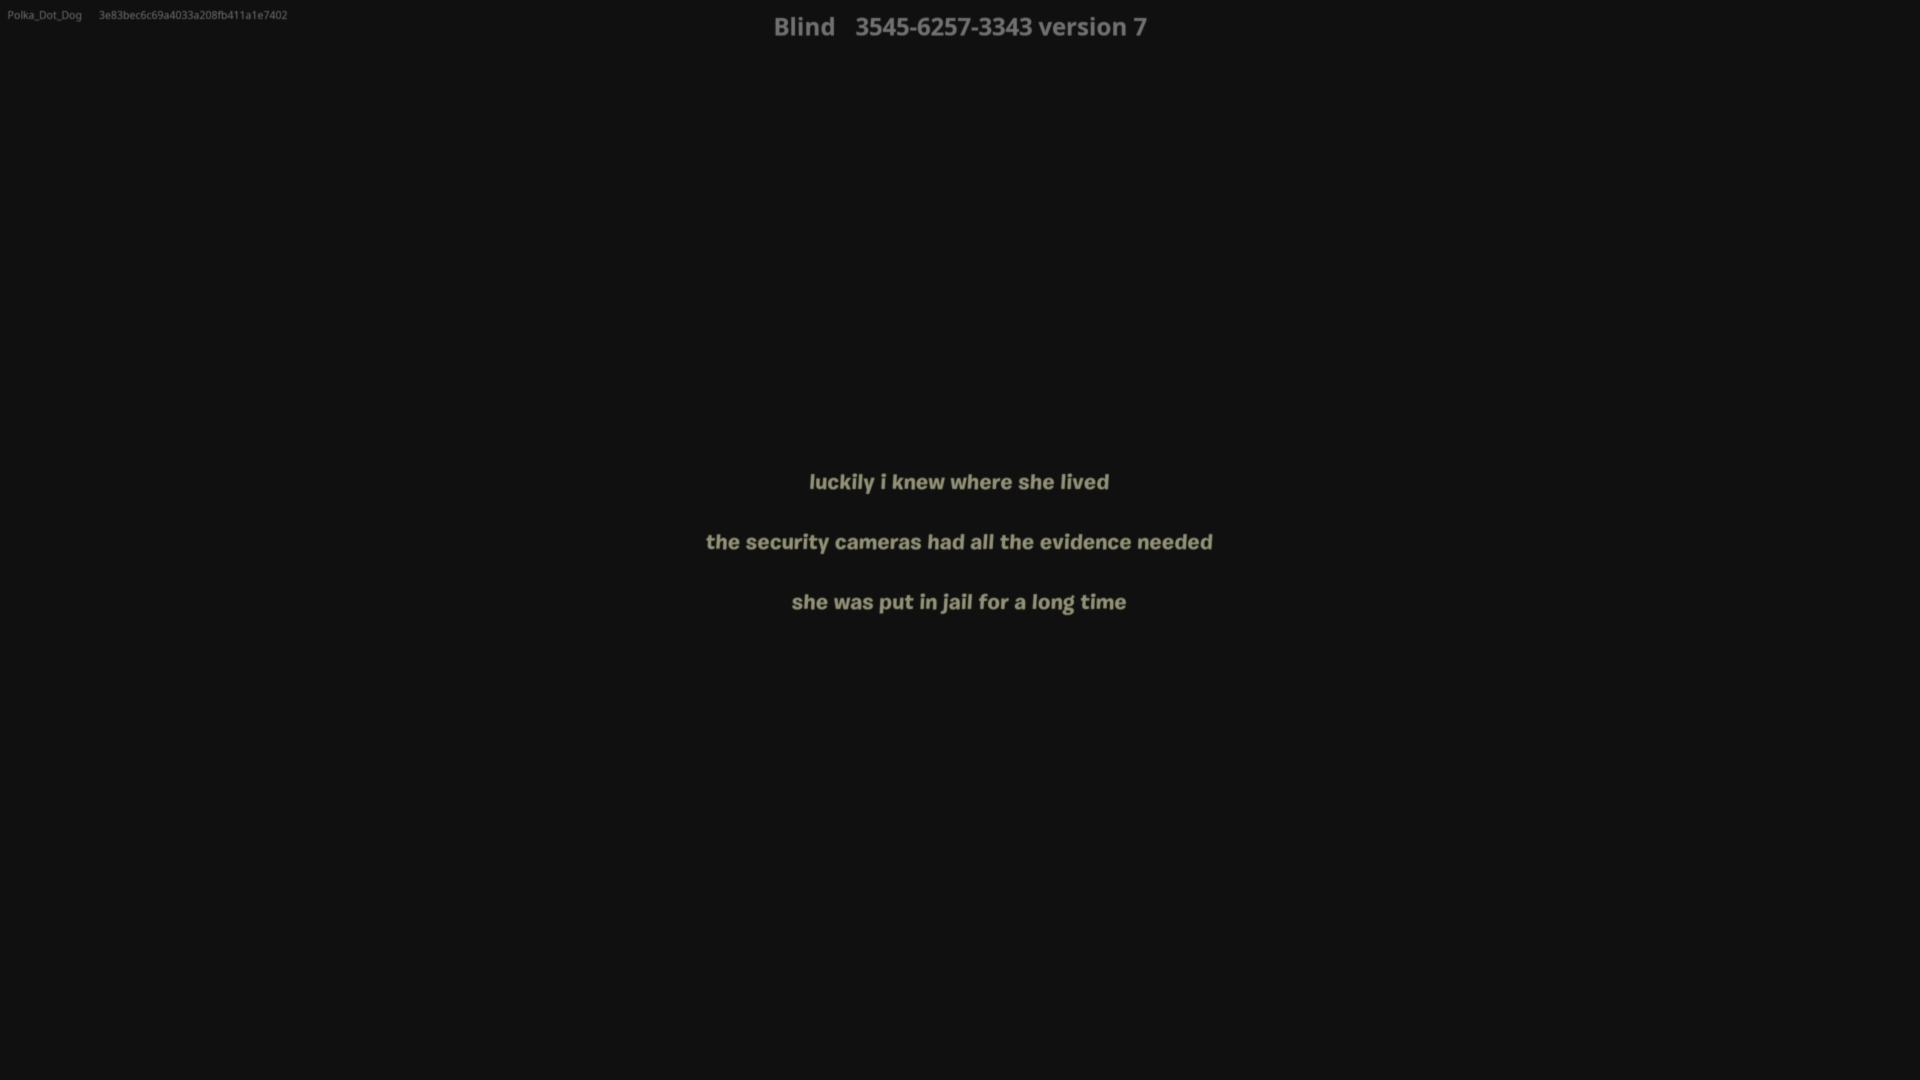 Polka_Dot_Dog 3e83bec6c69a4033a208fb411a1e7402
Blind 3545-6257-3343 version 7
luckily i knew where she lived
the security cameras had all the evidence needed
she was put in jail for a long time